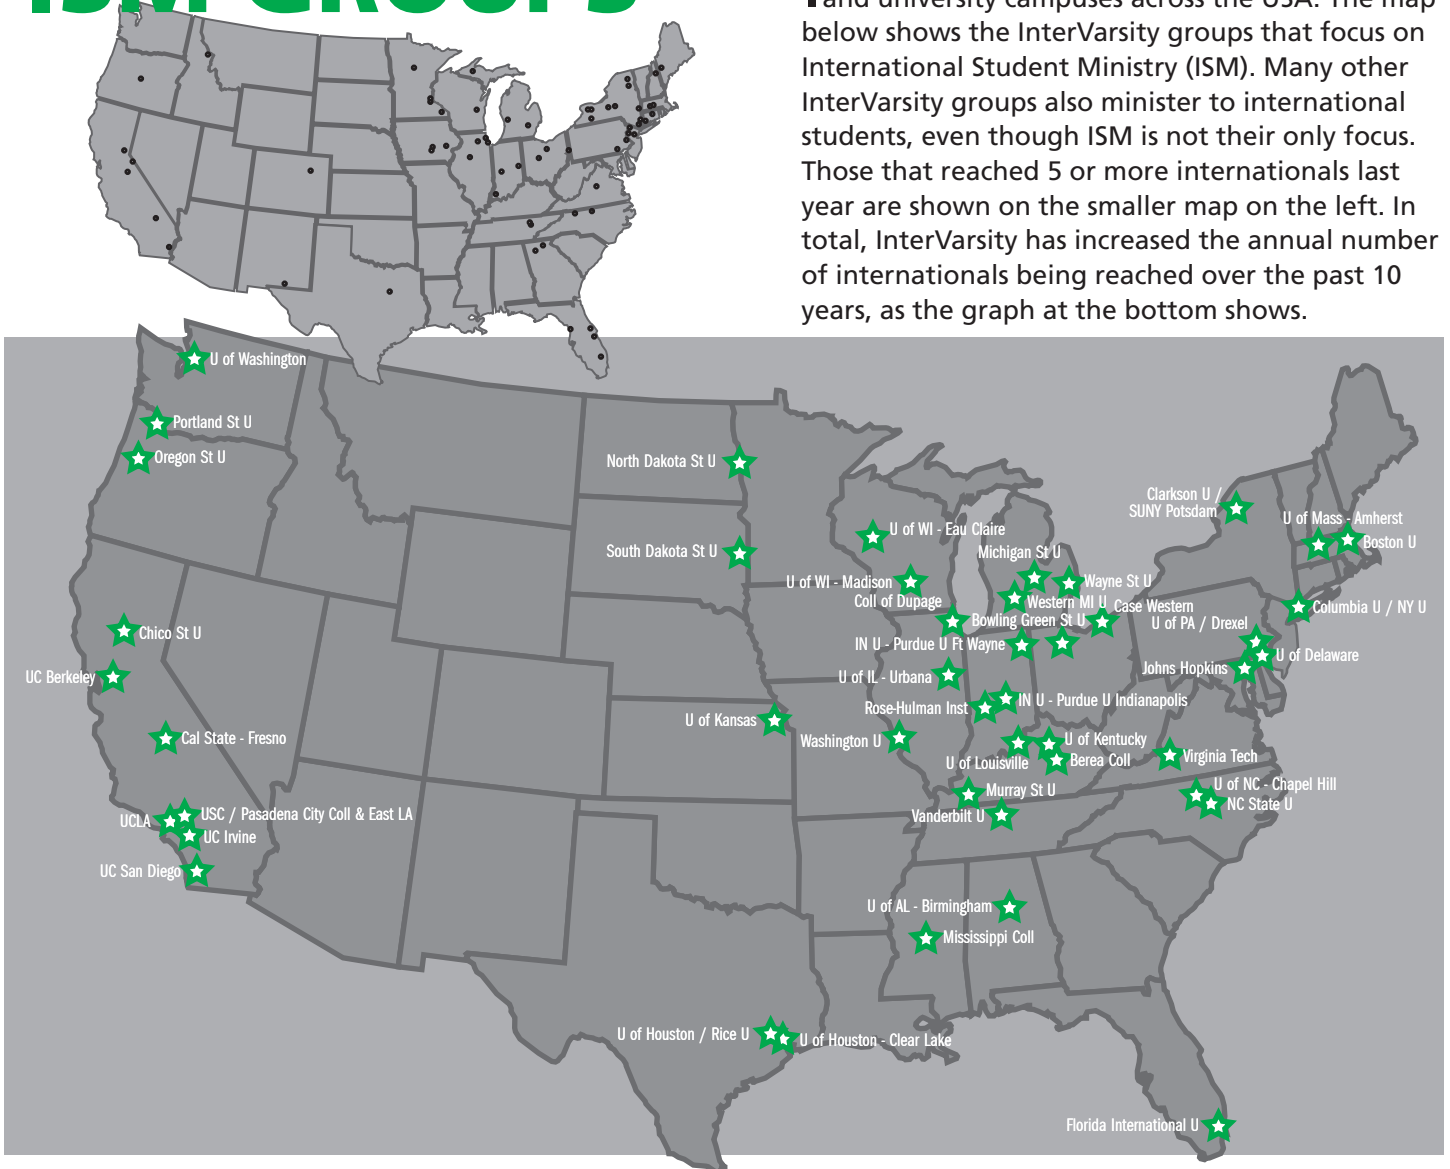 ISM GROUPS
and university campuses across the USA. The map
below shows the InterVarsity groups that focus on
International Student Ministry (ISM). Many other
InterVarsity groups also minister to international
students, even though ISM is not their only focus.
Those that reached 5 or more internationals last
year are shown on the smaller map on the left. In
total, InterVarsity has increased the annual number
of internationals being reached over the past 10
years, as the graph at the bottom shows.
U of Washington
Portland St U
Oregon St U
North Dakota St U
Clarkson U /
SUNY Potsdam
U of Mass - Amherst
Boston U
U of WI - Eau Claire
South Dakota St U
Michigan St U
U of WI - Madison
Wayne St U
Coll of Dupage
Western MI U
Case Western
Columbia U / NY U
Bowling Green St U
U of PA / Drexel
Chico St U
IN U - Purdue U Ft Wayne
U of Delaware
Johns Hopkins
UC Berkeley
U of IL - Urbana
IN U - Purdue U Indianapolis
Rose-Hulman Inst
U of Kansas
Cal State - Fresno
Washington U
U of Kentucky
Virginia Tech
U of Louisville
Berea Coll
U of NC - Chapel Hill
Murray St U
NC State U
USC / Pasadena City Coll & East LA
Vanderbilt U
UCLA
UC Irvine
UC San Diego
U of AL - Birmingham
Mississippi Coll
U of Houston / Rice U
U of Houston - Clear Lake
Florida International U